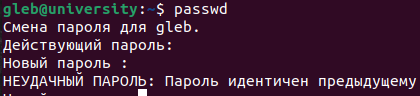 gleb@university:~$ passwd
Смена пароля для gleb.
Действующий пароль:
Новый пароль :
НЕУДАЧНЫЙ ПАРОЛЬ: Пароль идентичен предыдущему